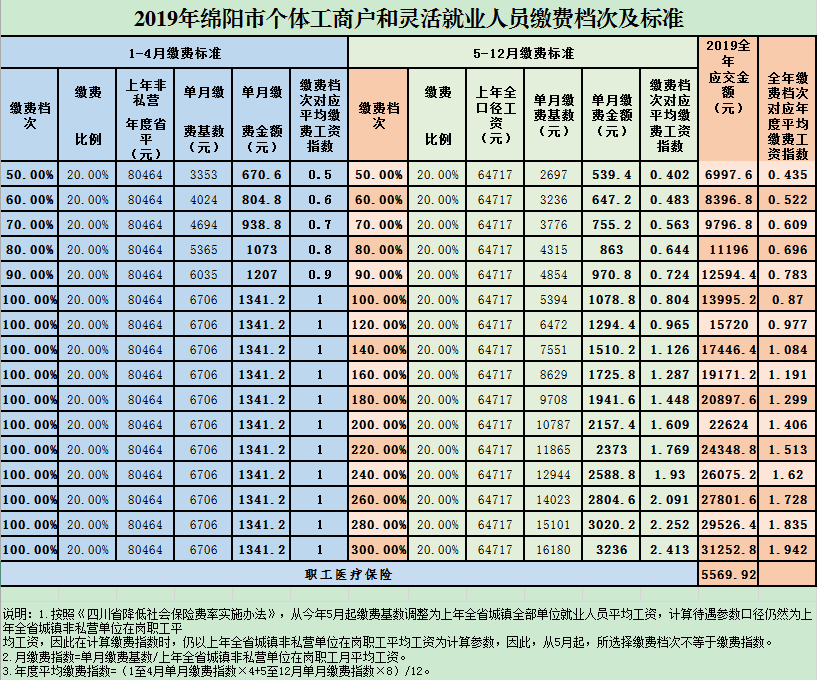 2019年绵阳市个体工商户和灵活就业人员缴费档次及标准
1-4月缴费标准 5-12月缴费标准 2019全年应交金额(元) 全年缴费档次对应年度平均缴费工资指数
缴费档次 缴费比例 上年非私营年度省平(元) 单月缴费基数(元) 单月缴费金额(元) 缴费档次对应平均缴费工资指数 缴费档次 缴费比例 上年全口径工资(元) 单月缴费基数(元) 单月缴费金额(元) 缴费档次对应平均缴费工资指数
50.00% 20.00% 80464 3353 670.6 0.5 50.00% 20.00% 64717 2697 539.4 0.402 6997.6 0.435
60.00% 20.00% 80464 4024 804.8 0.6 60.00% 20.00% 64717 3236 647.2 0.483 8396.8 0.522
70.00% 20.00% 80464 4694 938.8 0.7 70.00% 20.00% 64717 3776 755.2 0.563 9796.8 0.609
80.00% 20.00% 80464 5365 1073 0.8 80.00% 20.00% 64717 4315 863 0.644 11196 0.696
90.00% 20.00% 80464 6035 1207 0.9 90.00% 20.00% 64717 4854 970.8 0.724 12594.4 0.783
100.00% 20.00% 80464 6706 1341.2 1 100.00% 20.00% 64717 5394 1078.8 0.804 13995.2 0.87
100.00% 20.00% 80464 6706 1341.2 1 120.00% 20.00% 64717 6472 1294.4 0.965 15720 0.977
100.00% 20.00% 80464 6706 1341.2 1 140.00% 20.00% 64717 7551 1510.2 1.126 17446.4 1.084
100.00% 20.00% 80464 6706 1341.2 1 160.00% 20.00% 64717 8629 1725.8 1.287 19171.2 1.191
100.00% 20.00% 80464 6706 1341.2 1 180.00% 20.00% 64717 9708 1941.6 1.448 20897.6 1.299
100.00% 20.00% 80464 6706 1341.2 1 200.00% 20.00% 64717 10787 2157.4 1.609 22624 1.406
100.00% 20.00% 80464 6706 1341.2 1 220.00% 20.00% 64717 11865 2373 1.769 24348.8 1.513
100.00% 20.00% 80464 6706 1341.2 1 240.00% 20.00% 64717 12944 2588.8 1.93 26075.2 1.62
100.00% 20.00% 80464 6706 1341.2 1 260.00% 20.00% 64717 14023 2804.6 2.091 27801.6 1.728
100.00% 20.00% 80464 6706 1341.2 1 280.00% 20.00% 64717 15101 3020.2 2.252 29526.4 1.835
100.00% 20.00% 80464 6706 1341.2 1 300.00% 20.00% 64717 16180 3236 2.413 31252.8 1.942
职工医疗保险 5569.92
说明：1.按照《四川省降低社会保险费率实施办法》，从今年5月起缴费基数调整为上年全省城镇全部单位就业人员平均工资，计算待遇参数口径仍然为上
年全省城镇非私营单位在岗职工平
均工资，因此在计算缴费指数时，仍以上年全省城镇非私营单位在岗职工平均工资为计算参数，因此，从5月起，所选择缴费档次不等于缴费指数。
2.月缴费指数=单月缴费基数/上年全省城镇非私营单位在岗职工月平均工资。
3.年度平均缴费指数=（1至4月单月缴费指数×4+5至12月单月缴费指数×8）/12。